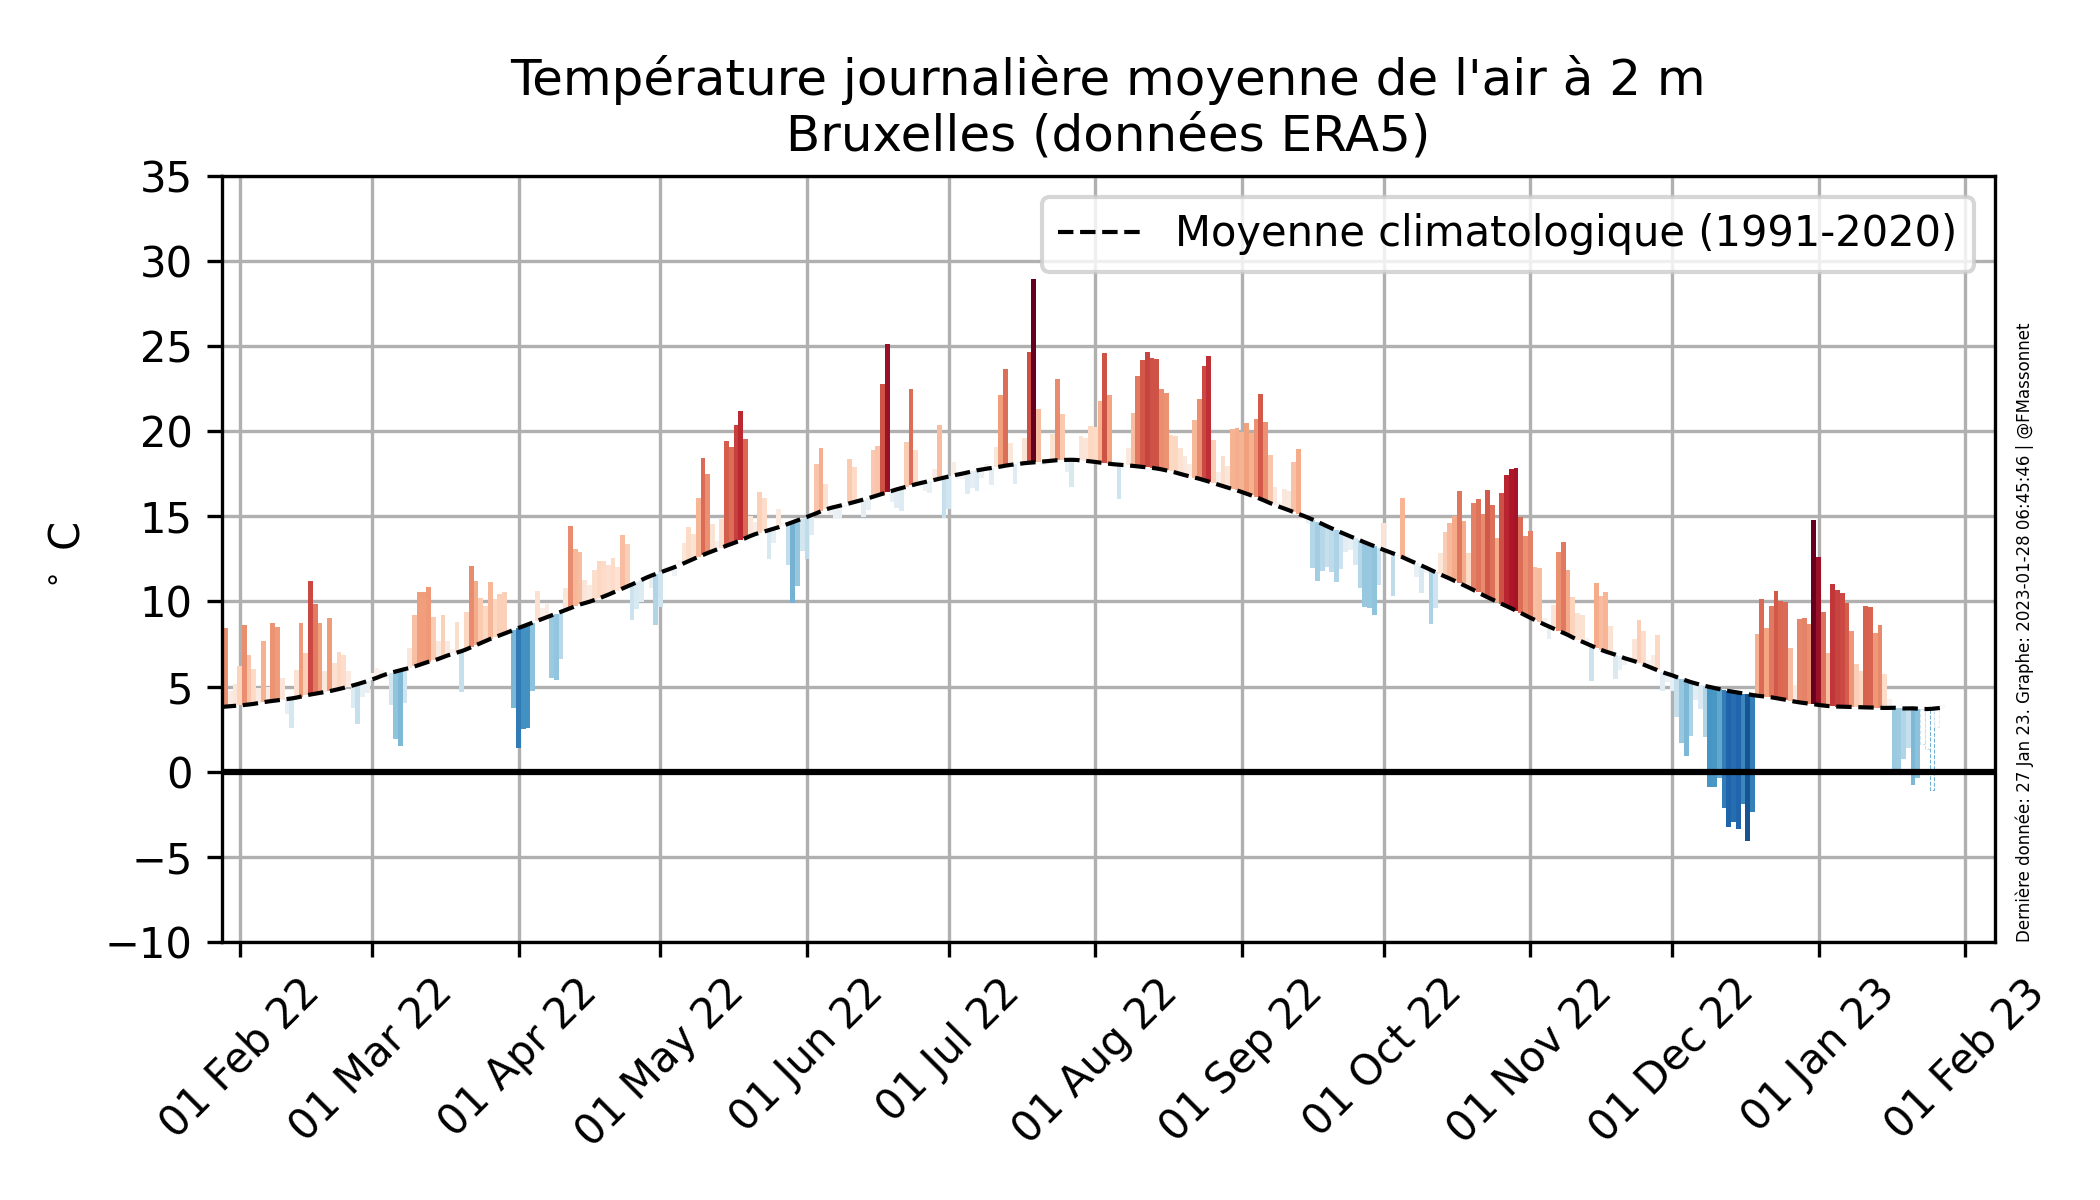 Température journalière moyenne de l'air à 2 m
Bruxelles (données ERA5)
35
30
25
20
15
10
5
0
−5
−10
° C
Moyenne climatologique (1991-2020)
01 Feb 22
01 Mar 22
01 Apr 22
01 May 22
01 Jun 22
01 Jul 22
01 Aug 22
01 Sep 22
01 Oct 22
01 Nov 22
01 Dec 22
01 Jan 23
01 Feb 23
Dernière donnée: 27 Jan 23. Graphe: 2023-01-28 06:45:46 | @FMassonnet